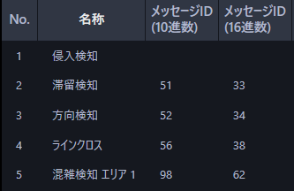 No. 名称 メッセージID (10進数) メッセージID (16進数)
1 侵入検知
2 滞留検知 51 33
3 方向検知 52 34
4 ラインクロス 56 38
5 混雑検知 エリア 1 98 62